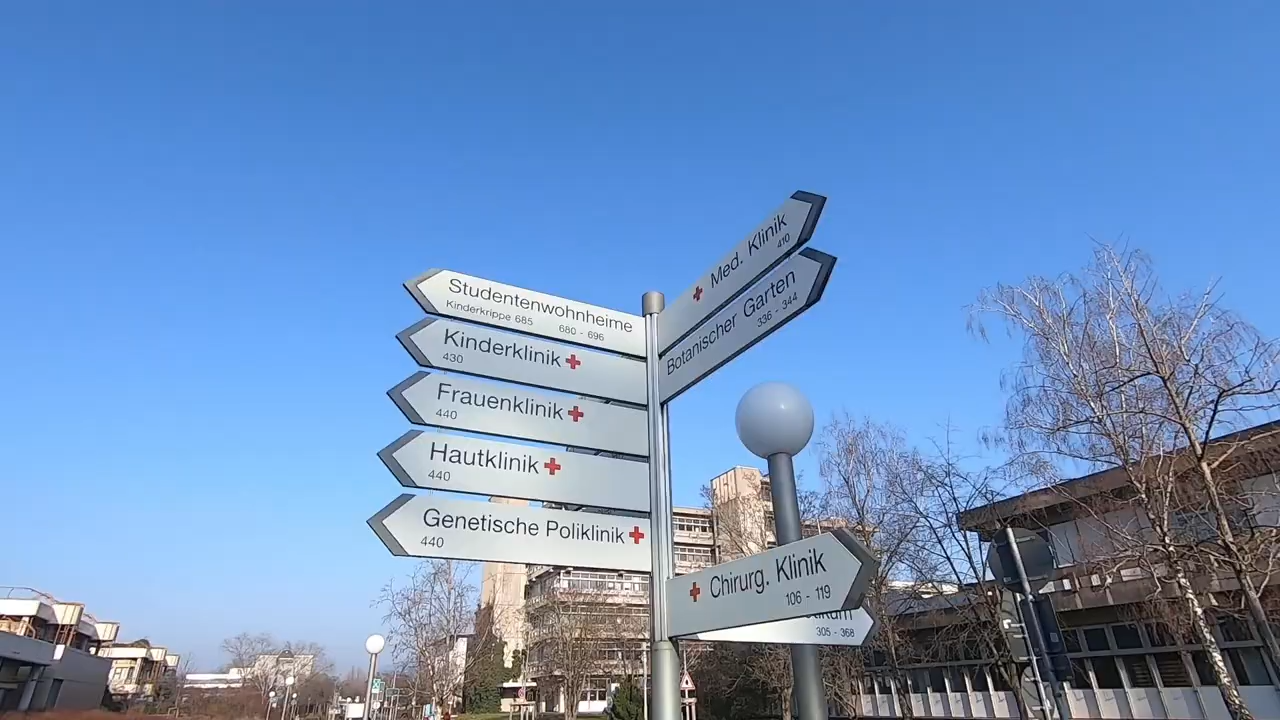 Med. Klinik
410
Botanischer Garten
336 - 344
Studentenwohnheime
Kinderkrippe 685 680 - 696
Kinderklinik
430
Frauenklinik
440
Hautklinik
440
Genetische Poliklinik
440
Chirurg. Klinik
106 - 119
305 - 368